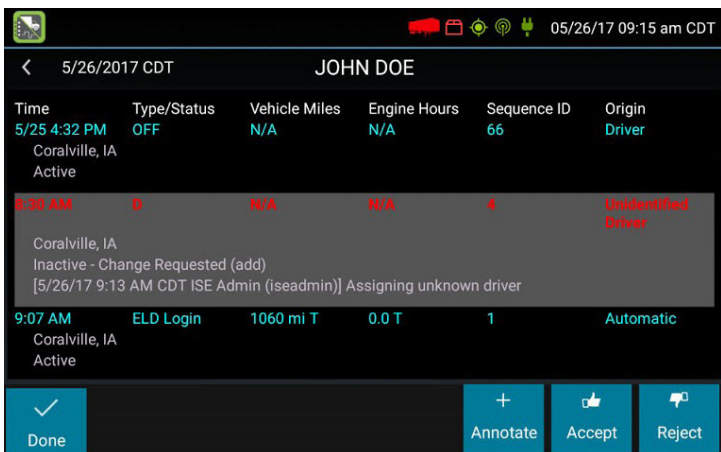 05/26/17 09:15 am CDT
5/26/2017 CDT JOHN DOE
Time Type/Status Vehicle Miles Engine Hours Sequence ID Origin
5/25 4:32 PM OFF N/A N/A 66 Driver
Coralville, IA
Active
8:30 AM D N/A N/A 4 Unidentified
Driver
Coralville, IA
Inactive - Change Requested (add)
[5/26/17 9:13 AM CDT ISE Admin (iseadmin)] Assigning unknown driver
9:07 AM ELD Login 1060 mi T 0.0 T 1 Automatic
Coralville, IA
Active
Done Annotate Accept Reject